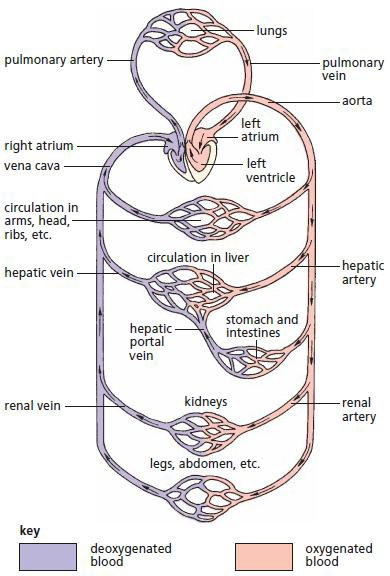 lungs
pulmonary artery
pulmonary
vein
aorta
left
atrium
right atrium
vena cava
left
ventricle
circulation in
arms, head,
ribs, etc.
circulation in liver
hepatic vein
hepatic
artery
stomach and
intestines
hepatic
portal
vein
kidneys
renal vein
renal
artery
legs, abdomen, etc.
key
deoxygenated
blood
oxygenated
blood